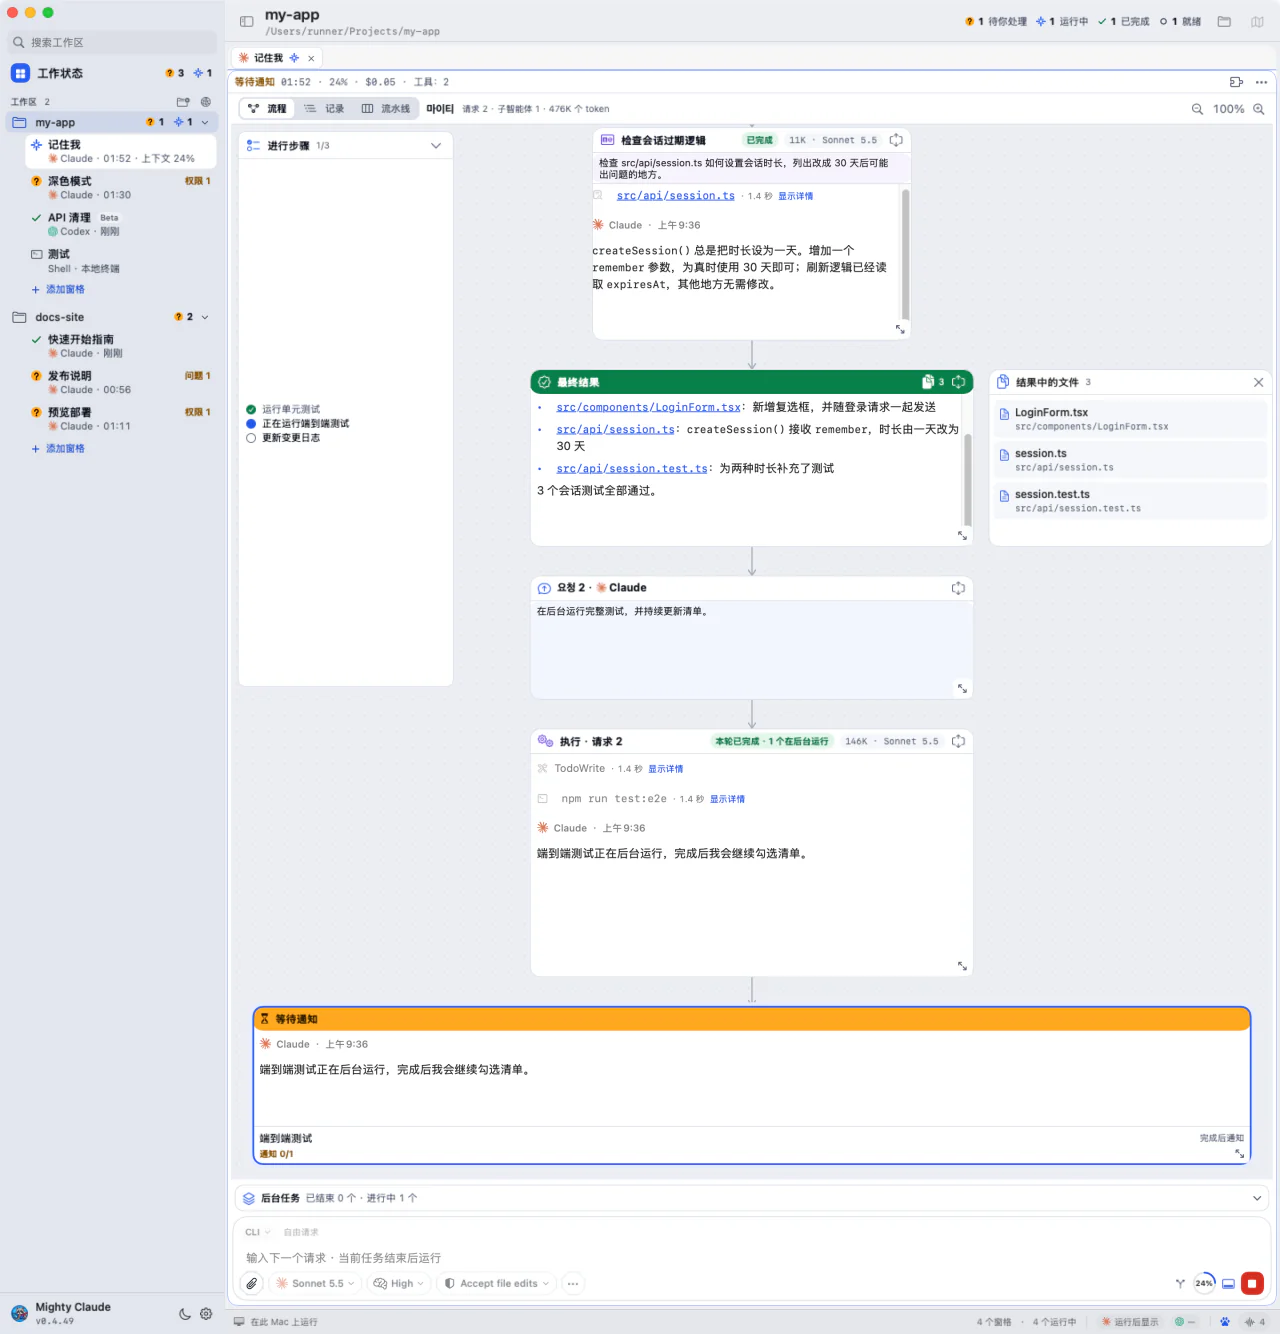 my-app
/Users/runner/Projects/my-app
1 待你处理 1 运行中 1 已完成 1 就绪
搜索工作区
工作状态 3 1
工作区 2
my-app 1 1
记住我
Claude · 01:52 · 上下文 24%
深色模式 权限 1
Claude · 01:30
API 清理 Beta
Codex · 刚刚
测试
Shell · 本地终端
+ 添加窗格
docs-site 2
快速开始指南
Claude · 刚刚
发布说明 问题 1
Claude · 00:56
预览部署 权限 1
Claude · 01:11
+ 添加窗格
Mighty Claude
v0.4.49
记住我
等待通知 01:52 · 24% · $0.05 · 工具: 2
流程 记录 流水线 마이티 请求 2 · 子智能体 1 · 476K 个 token
100%
进行步骤 1/3
运行单元测试
正在运行端到端测试
更新变更日志
检查会话过期逻辑 已完成 11K · Sonnet 5.5
检查 src/api/session.ts 如何设置会话时长，列出改成 30 天后可能
出问题的地方。
src/api/session.ts · 1.4 秒 显示详情
Claude · 上午9:36
createSession() 总是把时长设为一天。增加一个
remember 参数，为真时使用 30 天即可；刷新逻辑已经读
取 expiresAt，其他地方无需修改。
最终结果 3
• src/components/LoginForm.tsx：新增复选框，并随登录请求一起发送
• src/api/session.ts：createSession() 接收 remember，时长由一天改为
30 天
• src/api/session.test.ts：为两种时长补充了测试
3 个会话测试全部通过。
结果中的文件 3
LoginForm.tsx
src/components/LoginForm.tsx
session.ts
src/api/session.ts
session.test.ts
src/api/session.test.ts
요청 2 · Claude
在后台运行完整测试，并持续更新清单。
执行 · 请求 2 本轮已完成 · 1 个在后台运行 146K · Sonnet 5.5
TodoWrite · 1.4 秒 显示详情
npm run test:e2e · 1.4 秒 显示详情
Claude · 上午9:36
端到端测试正在后台运行，完成后我会继续勾选清单。
等待通知
Claude · 上午9:36
端到端测试正在后台运行，完成后我会继续勾选清单。
端到端测试 完成后通知
通知 0/1
后台任务 已结束 0 个 · 进行中 1 个
CLI 自由请求
输入下一个请求 · 当前任务结束后运行
Sonnet 5.5 High Accept file edits
24%
在此 Mac 上运行 4 个窗格 · 4 个运行中 运行后显示 — 4